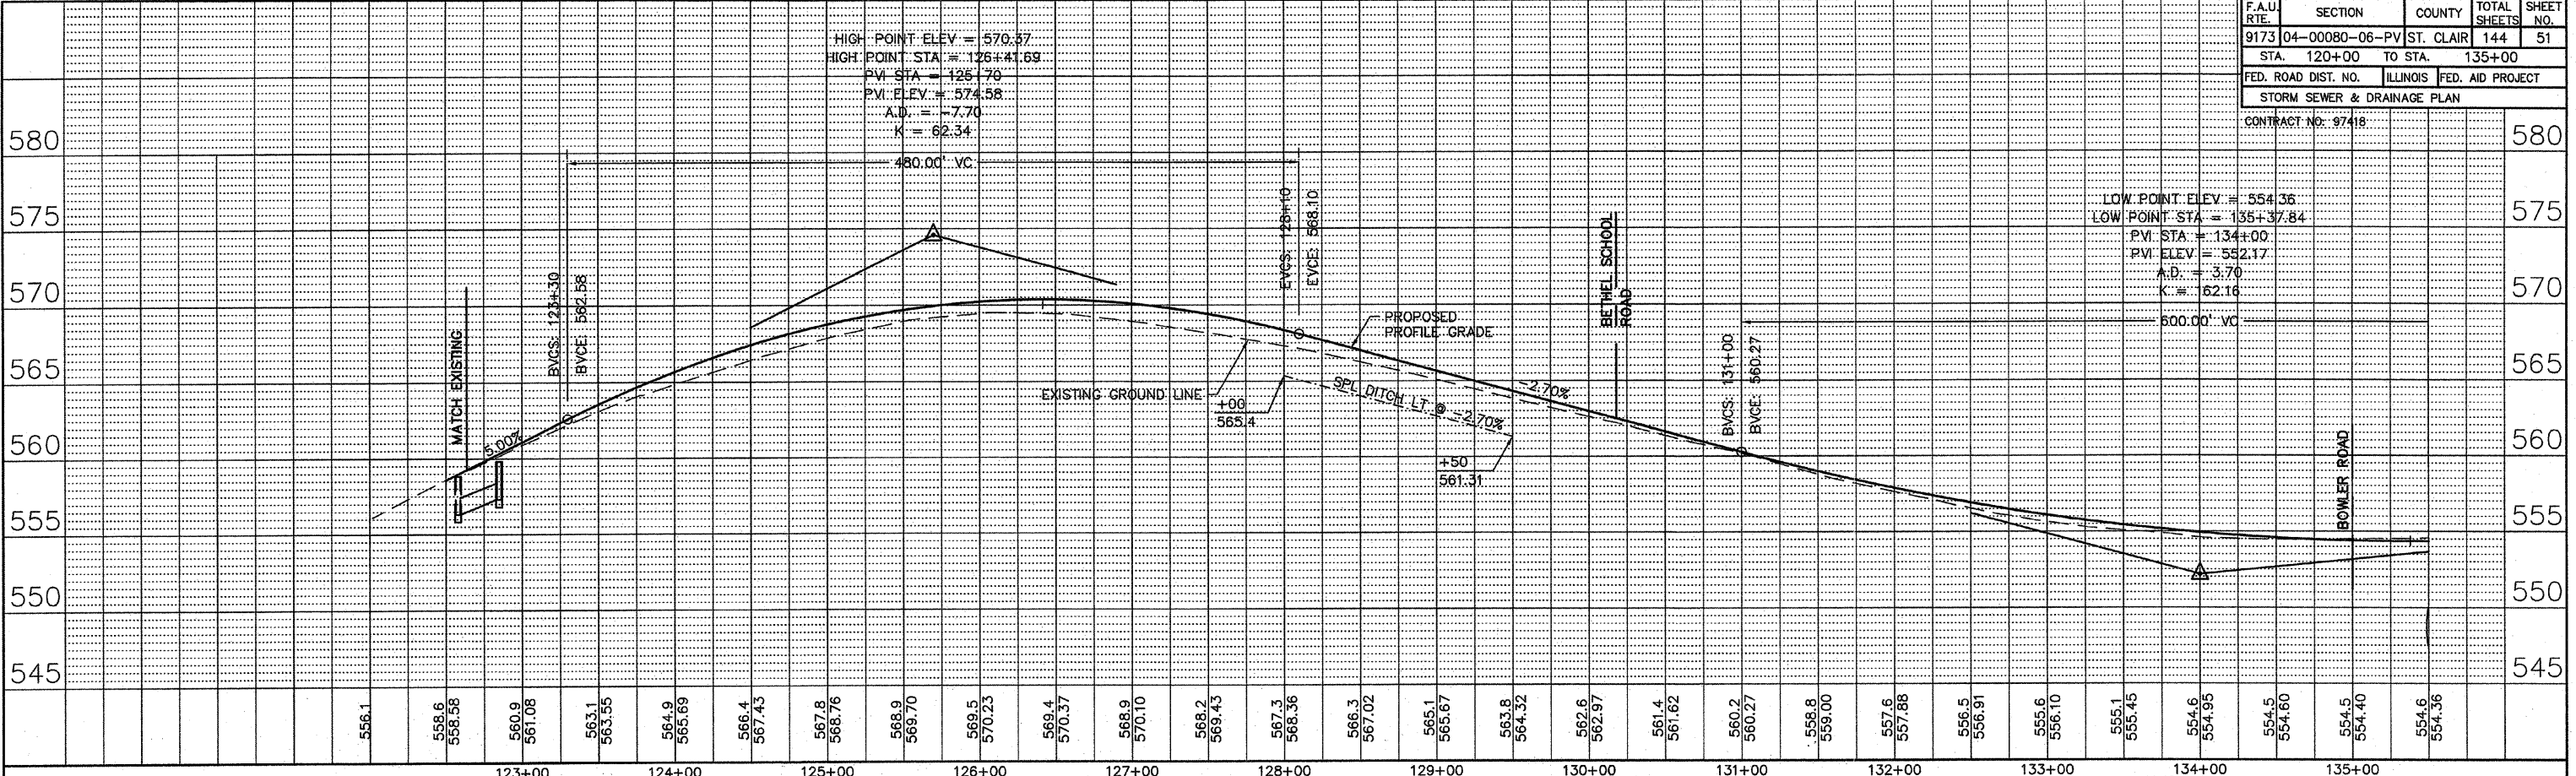 F.A.U. RTE. SECTION COUNTY TOTAL SHEETS SHEET NO.
9173 04-00080-06-PV ST. CLAIR 144 51
STA. 120+00 TO STA. 135+00
FED. ROAD DIST. NO. ILLINOIS FED. AID PROJECT
STORM SEWER & DRAINAGE PLAN
CONTRACT NO: 97418
HIGH POINT ELEV = 570.37
HIGH POINT STA = 126+41.69
PVI STA = 125+70
PVI ELEV = 574.58
A.D. = -7.70
K = 62.34
480.00' VC
LOW POINT ELEV = 554.36
LOW POINT STA = 135+37.84
PVI STA = 134+00
PVI ELEV = 552.17
A.D. = 3.70
K = 162.16
600.00' VC
580 580
575 575
570 570
565 565
560 560
555 555
550 550
545 545
MATCH EXISTING
5.00%
BVCS: 123+30
BVCE: 562.58
EVCS: 128+10
EVCE: 568.10
PROPOSED
PROFILE GRADE
EXISTING GROUND LINE
+00
565.4
SPL DITCH LT @ -2.70%
+50
561.31
-2.70%
BETHEL SCHOOL
ROAD
BVCS: 131+00
BVCE: 560.27
BOWLER ROAD
556.1
558.6
558.58
560.9
561.08
563.1
563.55
564.9
565.69
566.4
567.43
567.8
568.76
568.9
569.70
569.5
570.23
569.4
570.37
568.9
570.10
568.2
569.43
567.3
568.36
566.3
567.02
565.1
565.67
563.8
564.32
562.6
562.97
561.4
561.62
560.2
560.27
558.8
559.00
557.6
557.88
556.5
556.91
555.6
556.10
555.1
555.45
554.6
554.95
554.5
554.60
554.5
554.40
554.6
554.36
123+00 124+00 125+00 126+00 127+00 128+00 129+00 130+00 131+00 132+00 133+00 134+00 135+00